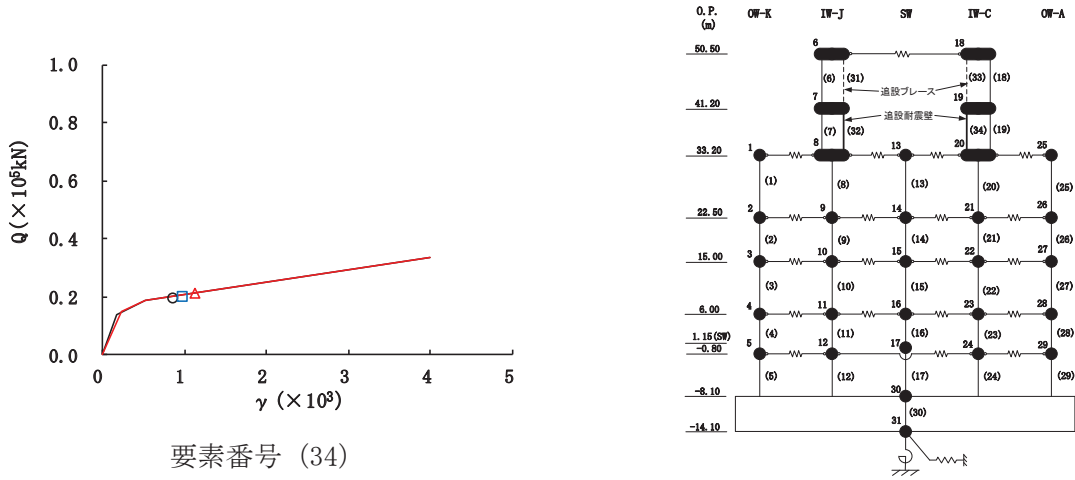 1.0
0.8
0.6
0.4
0.2
0.0
Q(×10⁵kN)
0 1 2 3 4 5
γ (×10³)
要素番号 (34)
O.P. OW-K IW-J SW IW-C OW-A
(m)
50.50 6 18
(6) (31) (33) (18)
追設ブレース
41.20 7 19
追設耐震壁
(7) (32) (34) (19)
33.20 1 8 13 20 25
(1) (8) (13) (20) (25)
22.50 2 9 14 21 26
(2) (9) (14) (21) (26)
15.00 3 10 15 22 27
(3) (10) (15) (22) (27)
6.00 4 11 16 23 28
(4) (11) (16) (23) (28)
1.15(SW) 17
-0.80 5 12 24 29
(5) (12) (17) (24) (29)
-8.10 30
(30)
-14.10 31